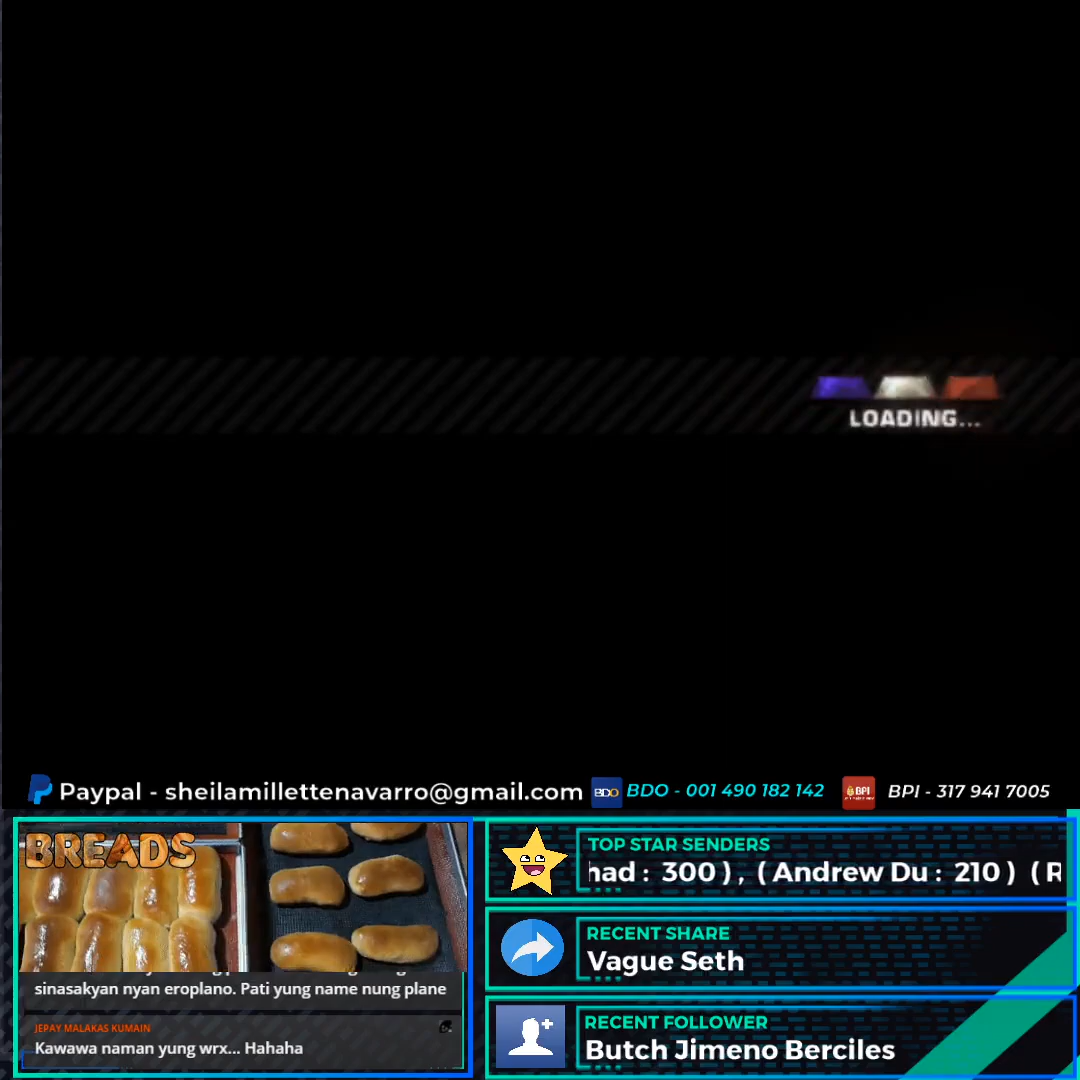 LOADING...
Paypal - sheilamillettenavarro@gmail.com
BDO
BDO - 001 490 182 142
BPI
BPI - 317 941 7005
BREADS
sinasakyan nyan eroplano. Pati yung name nung plane
JEPAY MALAKAS KUMAIN
Kawawa naman yung wrx... Hahaha
TOP STAR SENDERS
had : 300 ) , ( Andrew Du : 210 ) ( R
RECENT SHARE
Vague Seth
RECENT FOLLOWER
Butch Jimeno Berciles